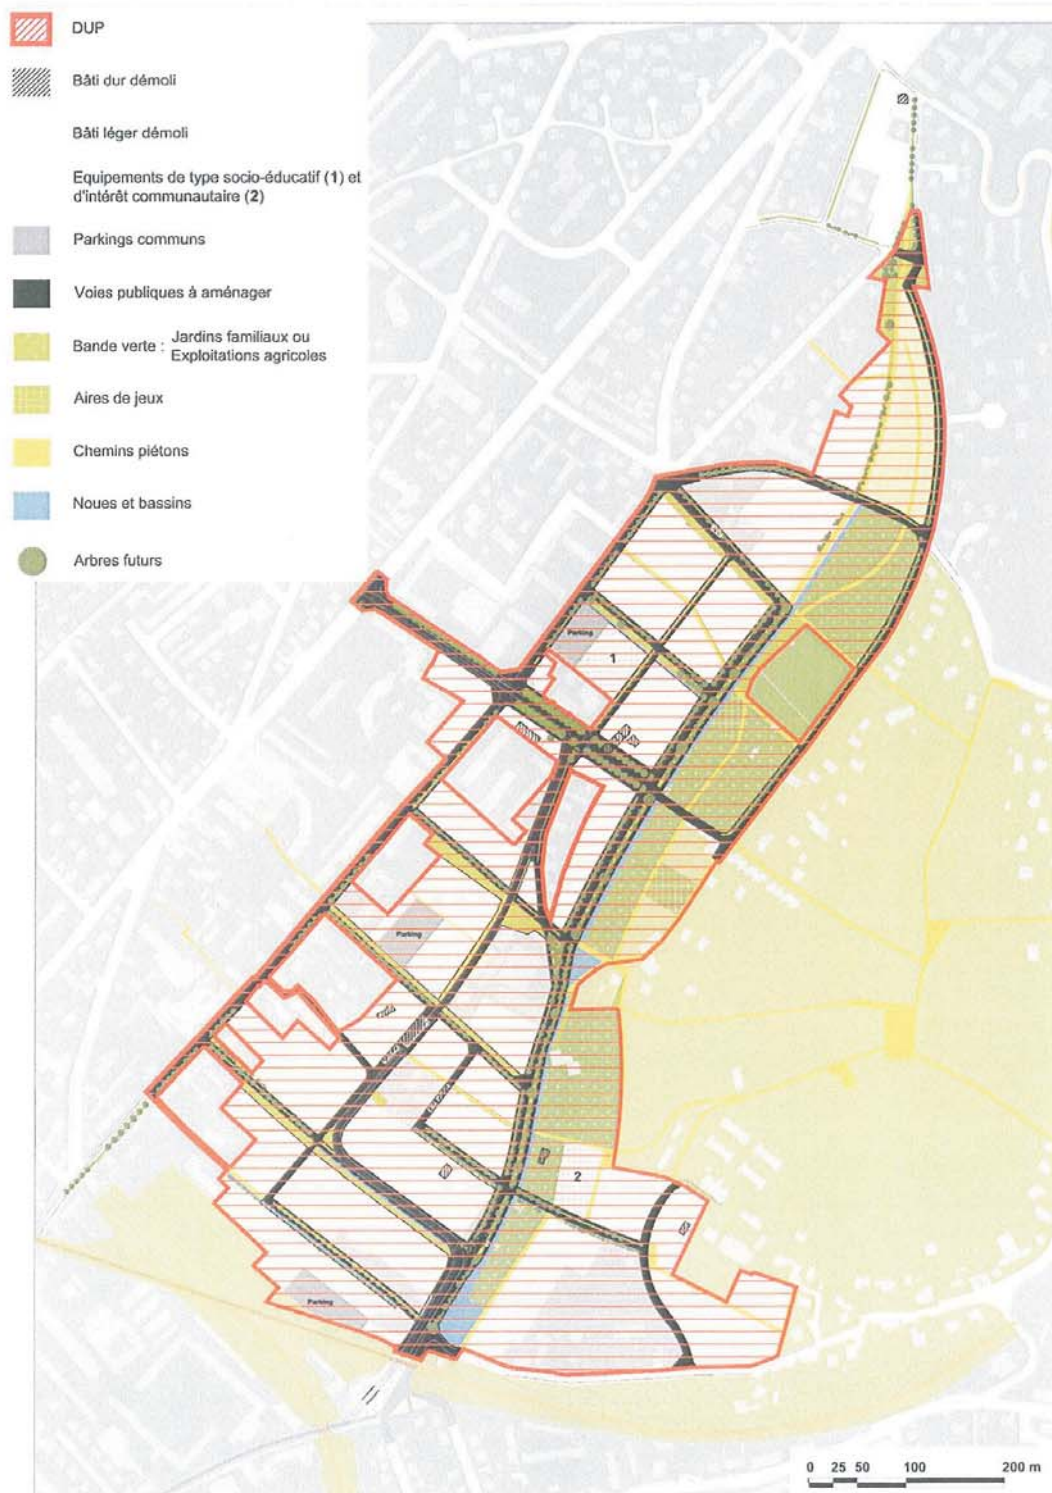 DUP
Bâti dur démoli
Bâti léger démoli
Equipements de type socio-éducatif (1) et
d'intérêt communautaire (2)
Parkings communs
Voies publiques à aménager
Bande verte : Jardins familiaux ou
Exploitations agricoles
Aires de jeux
Chemins piétons
Noues et bassins
Arbres futurs
Parking
1
Parking
2
Parking
0 25 50 100 200 m